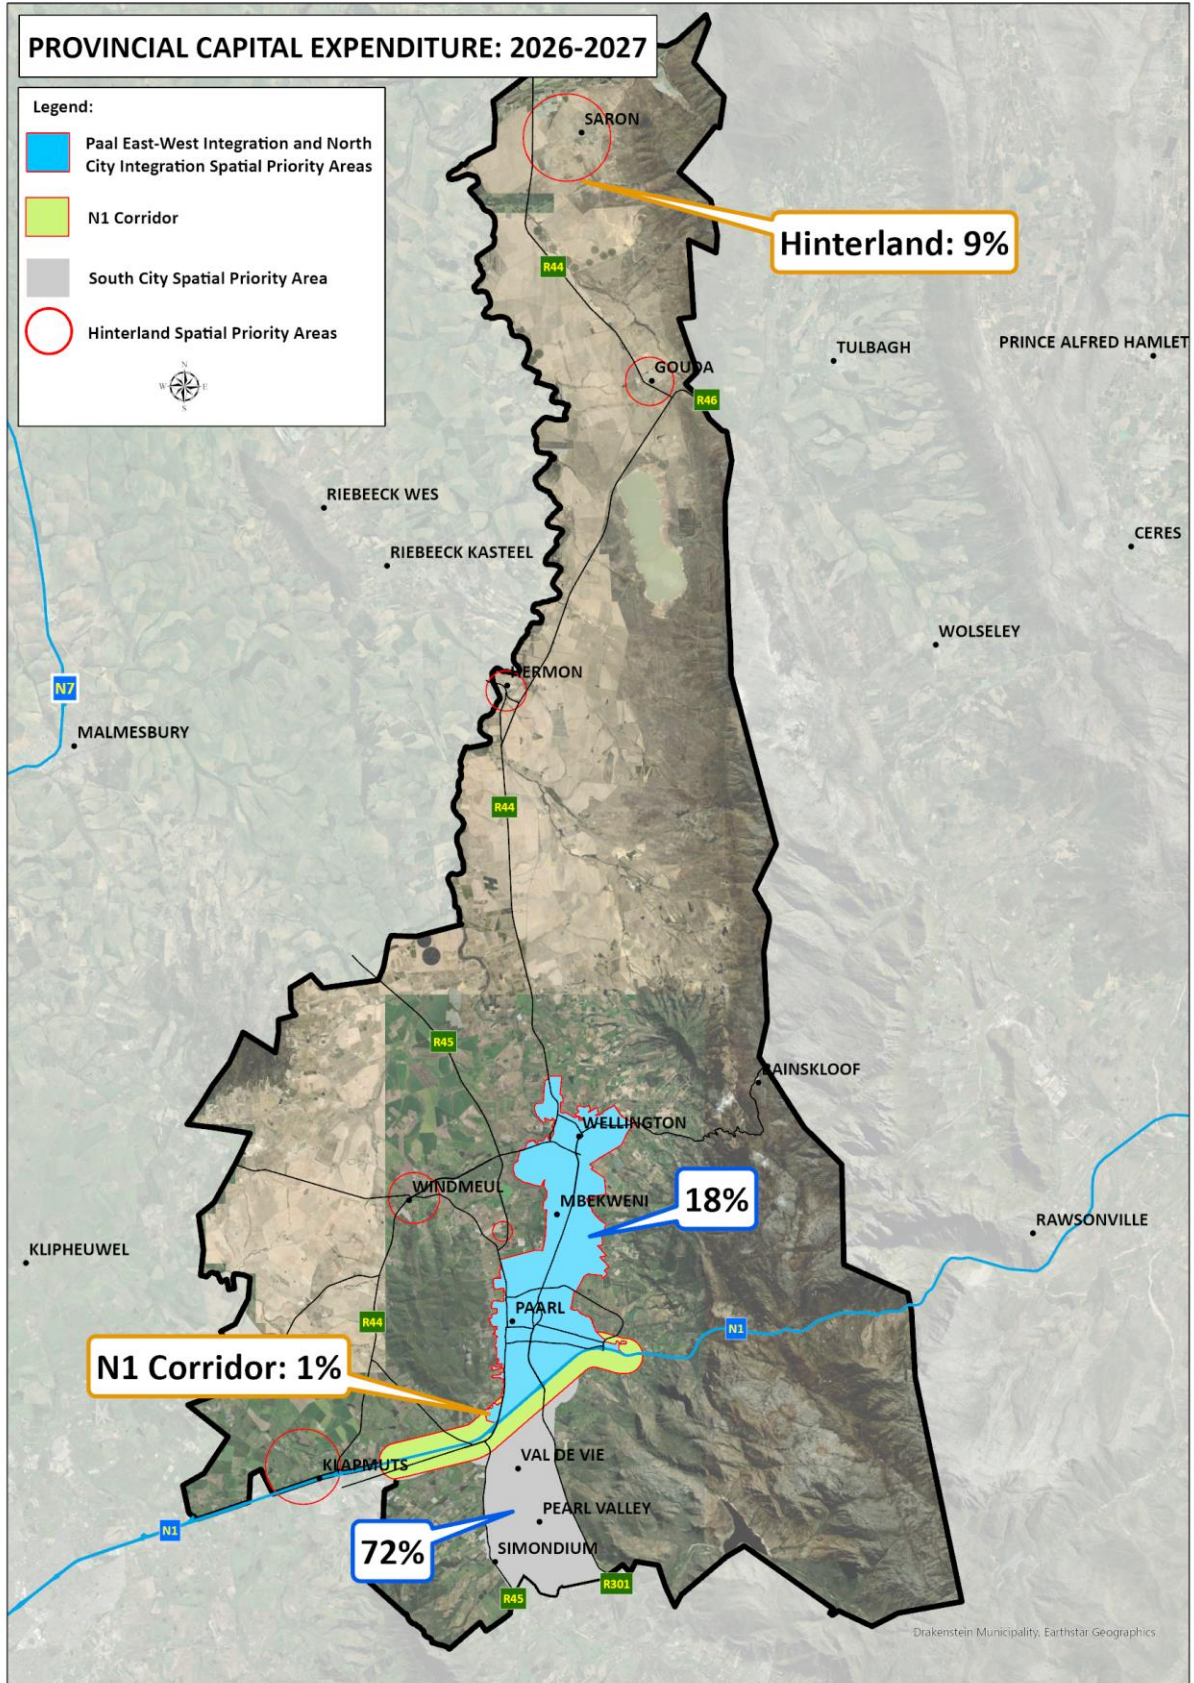 PROVINCIAL CAPITAL EXPENDITURE: 2026-2027
Legend:
Paal East-West Integration and North
City Integration Spatial Priority Areas
N1 Corridor
South City Spatial Priority Area
Hinterland Spatial Priority Areas
N
W E
S
SARON
Hinterland: 9%
R44
TULBAGH
PRINCE ALFRED HAMLET
GOUDA
R46
RIEBEECK WES
RIEBEECK KASTEEL
CERES
WOLSELEY
HERMON
N7
MALMESBURY
R44
R45
BAINSKLOOF
WELLINGTON
WINDMEUL
MBEKWENI
18%
RAWSONVILLE
KLIPHEUWEL
PAARL
R44
N1
N1 Corridor: 1%
VAL DE VIE
KLAPMUTS
PEARL VALLEY
N1
72%
SIMONDIUM
R301
R45
Drakenstein Municipality, Earthstar Geographics